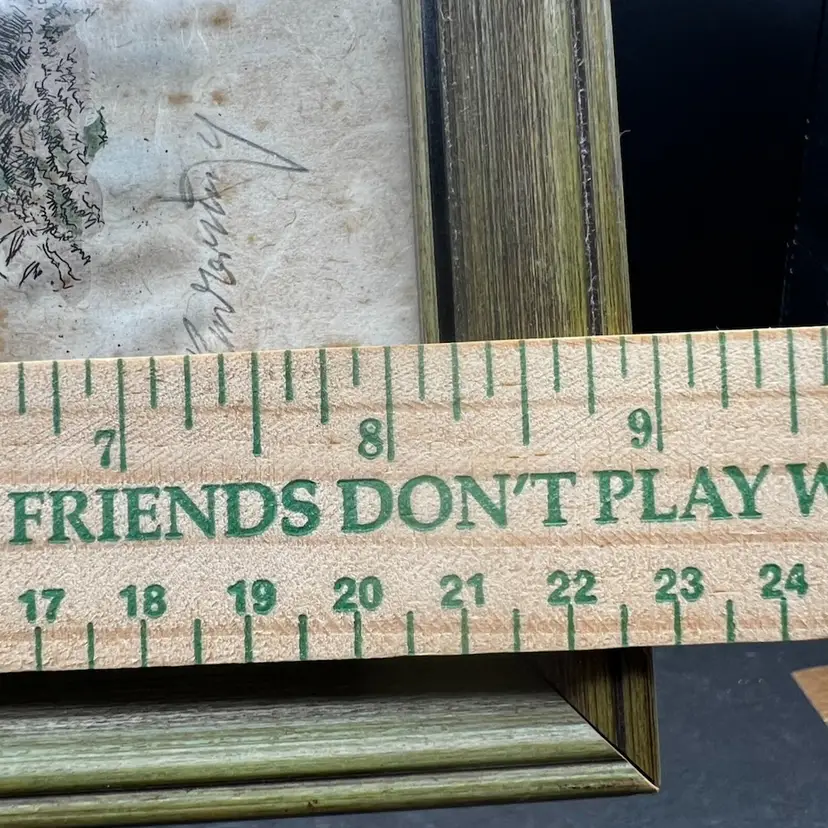 7 8 9
FRIENDS DON'T PLAY W
17 18 19 20 21 22 23 24